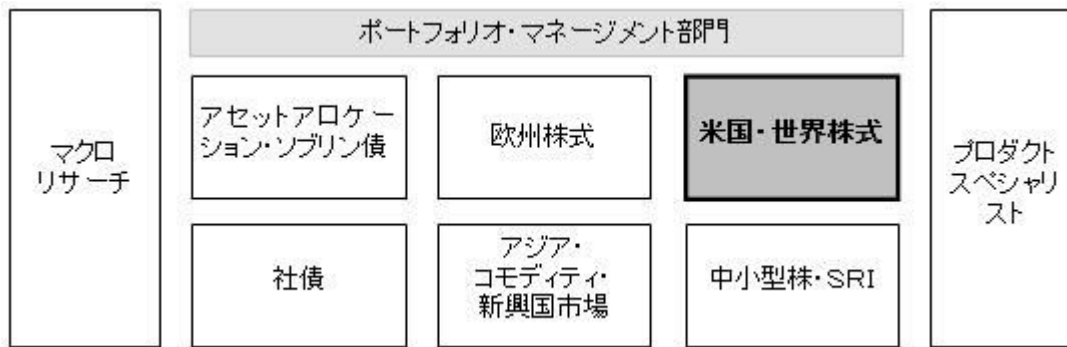 ポートフォリオ・マネージメント部門
マクロ
リサーチ
アセットアロケー
ション・ソブリン債
欧州株式
米国・世界株式
社債
アジア・
コモディティ・
新興国市場
中小型株・SRI
プロダクト
スペシャリ
スト